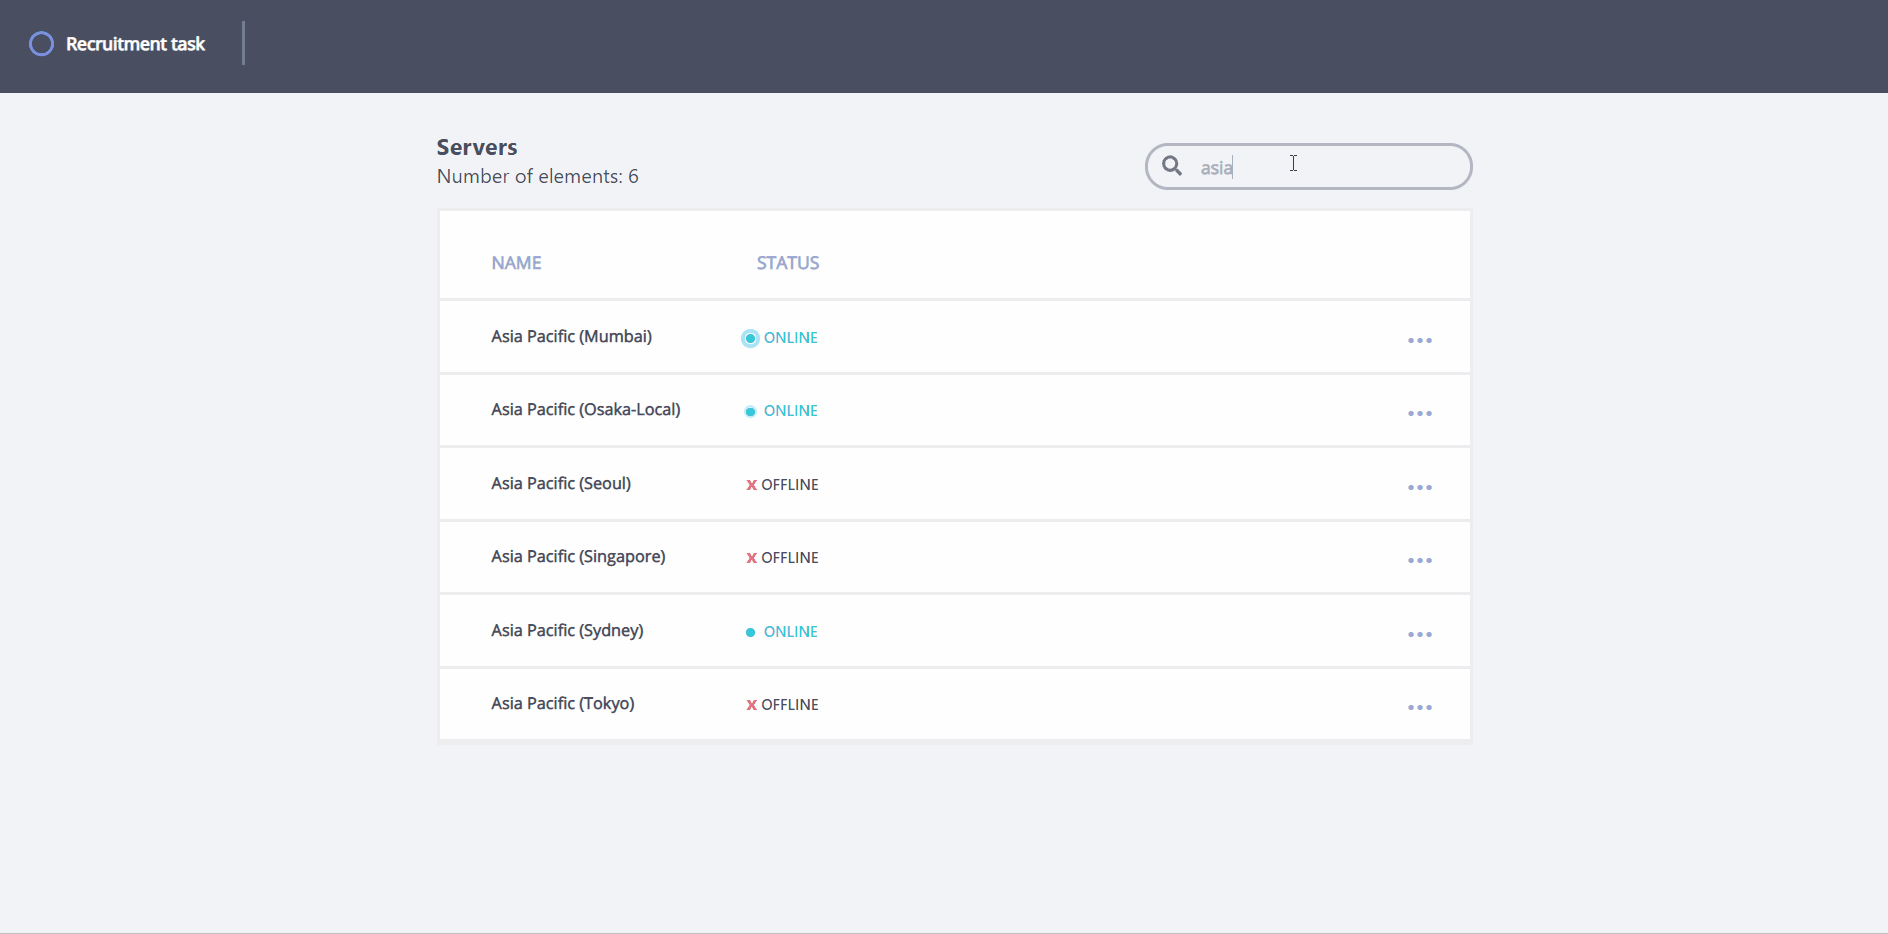 Recruitment task
Servers
Number of elements: 6
asia
NAME STATUS
Asia Pacific (Mumbai) ONLINE
Asia Pacific (Osaka-Local) ONLINE
Asia Pacific (Seoul) x OFFLINE
Asia Pacific (Singapore) x OFFLINE
Asia Pacific (Sydney) ONLINE
Asia Pacific (Tokyo) x OFFLINE